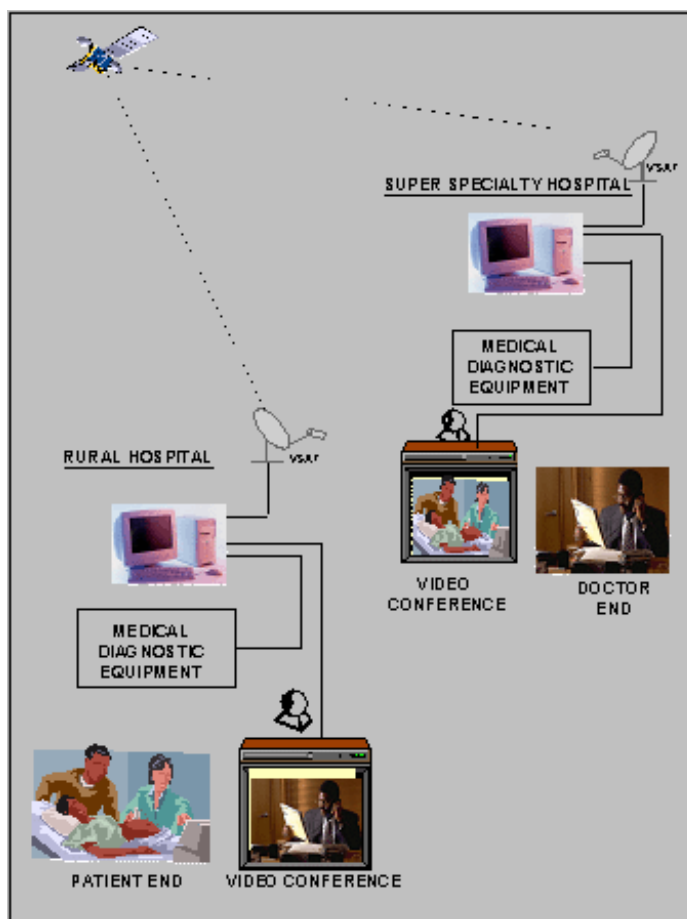 VSAT
SUPER SPECIALTY HOSPITAL
MEDICAL
DIAGNOSTIC
EQUIPMENT
VIDEO
CONFERENCE
DOCTOR
END
VSAT
RURAL HOSPITAL
MEDICAL
DIAGNOSTIC
EQUIPMENT
PATIENT END
VIDEO CONFERENCE